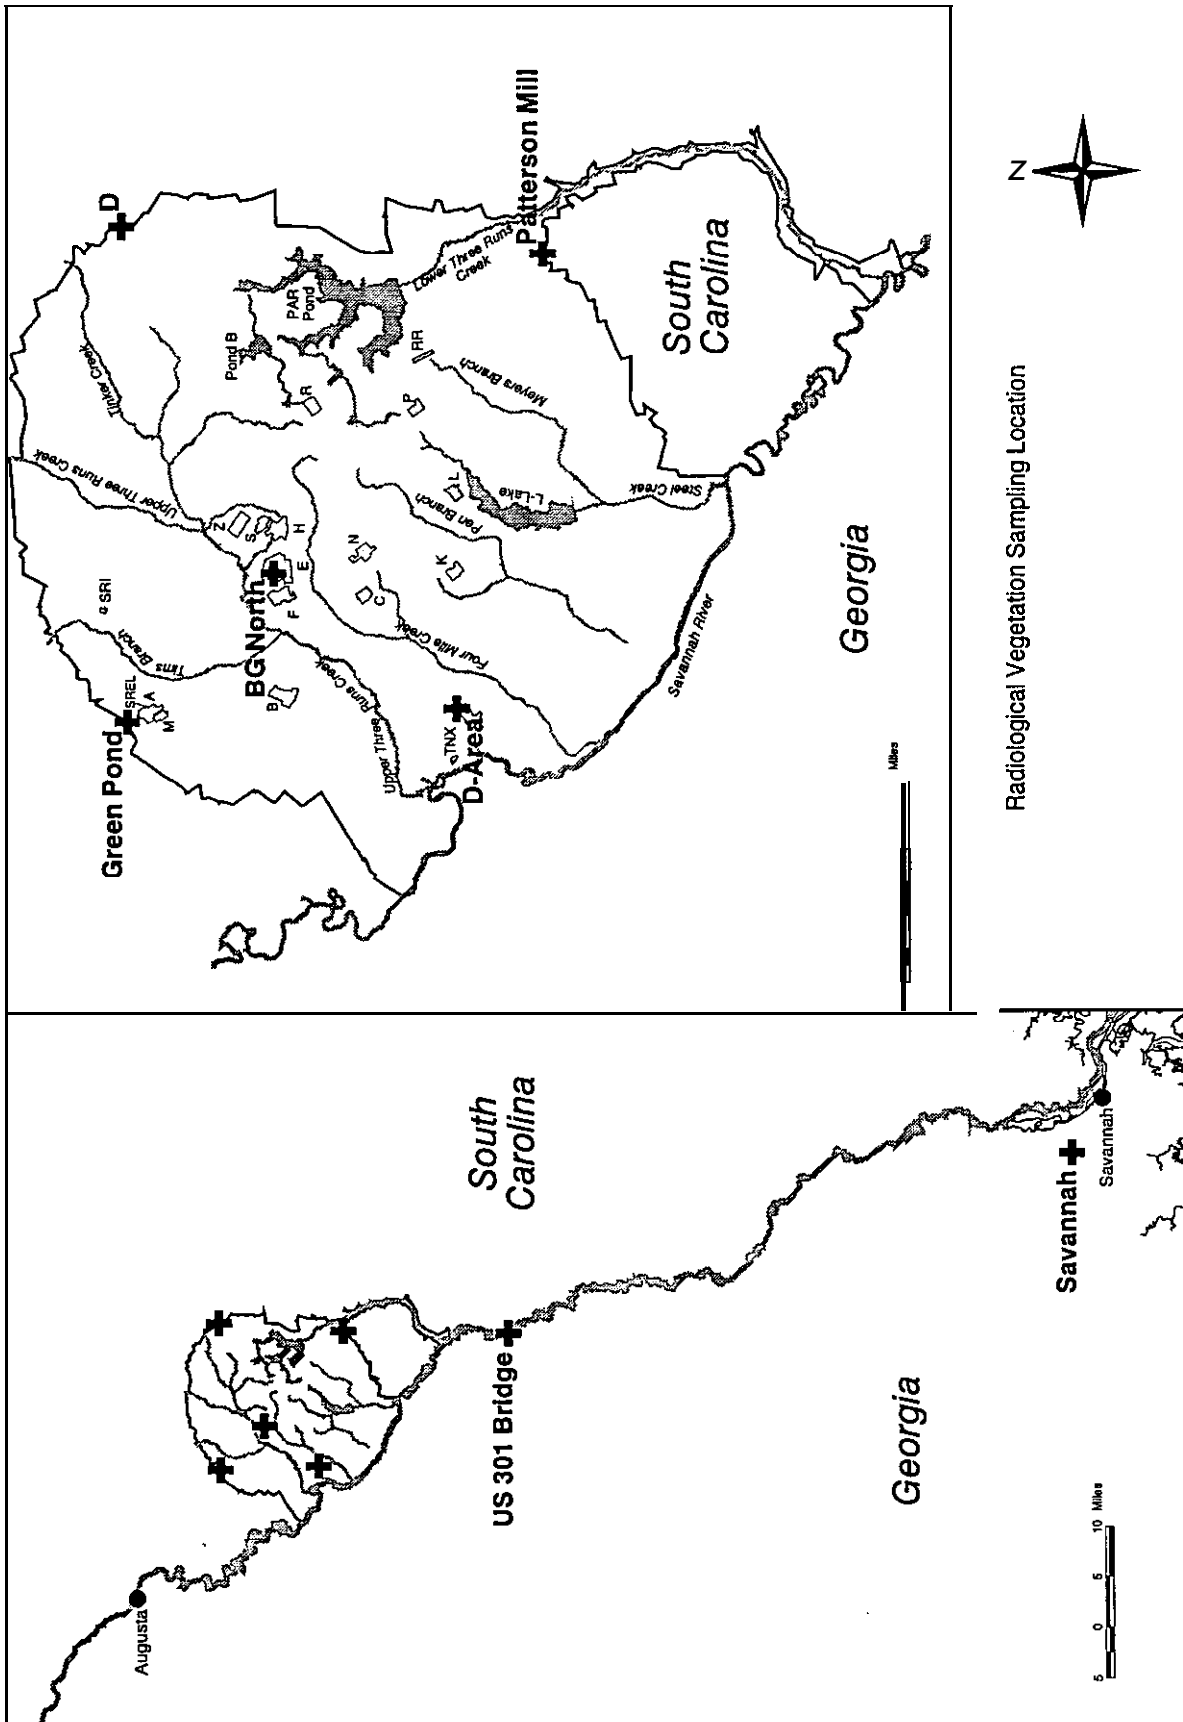 Augusta
US 301 Bridge
South
Carolina
Georgia
Savannah
Savannah
5 0 5 10 Miles
Green Pond
SREL
A
M
SRI
Tims Branch
Upper Three Runs Creek
Tinker Creek
D
BG North
B
F
E
H
S
Z
Upper Three
Runs Creek
Four Mile Creek
C
N
K
Pen Branch
L
L-Lake
P
R
RR
Pond B
PAR
Pond
Lower Three Runs
Creek
Patterson Mill
Meyers Branch
Steel Creek
TNX
D-Area
Savannah River
South
Carolina
Georgia
Miles
N
Radiological Vegetation Sampling Location